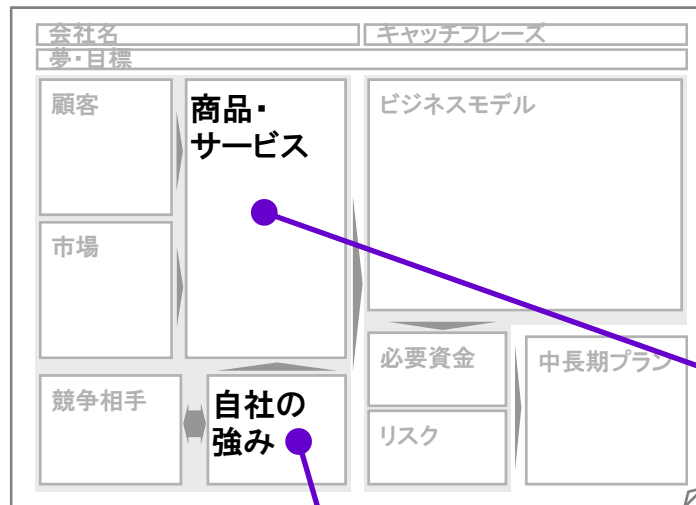 会社名
キャッチフレーズ
夢・目標
顧客
商品・
サービス
ビジネスモデル
市場
必要資金
中長期プラン
競争相手
自社の
強み
リスク